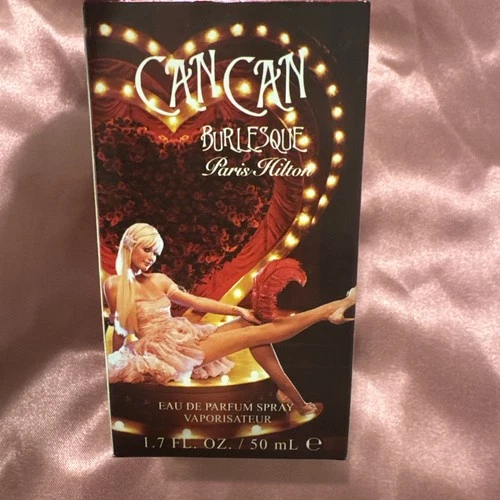 CAN CAN
BURLESQUE
Paris Hilton
EAU DE PARFUM SPRAY
VAPORISATEUR
1.7 FL. OZ. / 50 mL ℮